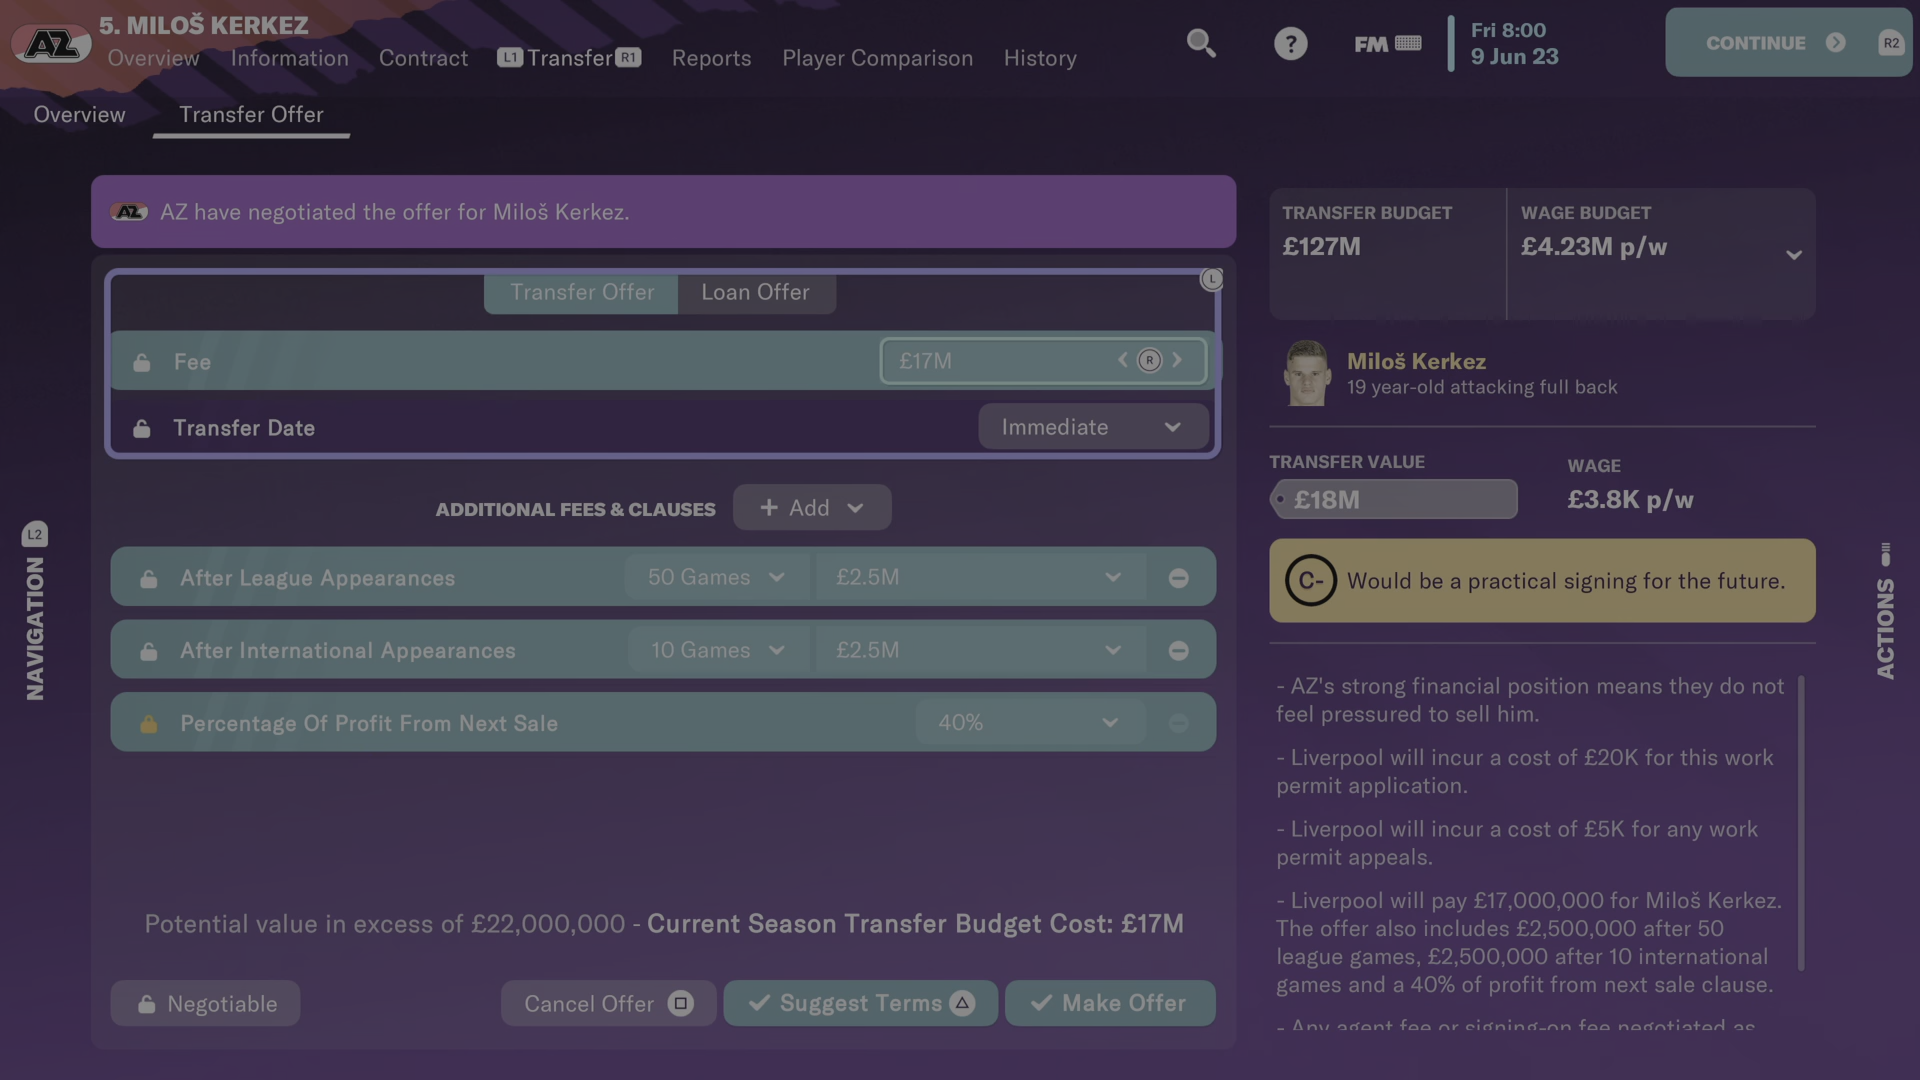 5. MILOŠ KERKEZ
Overview Information Contract L1 Transfer R1 Reports Player Comparison History
? FM Fri 8:00
9 Jun 23
CONTINUE R2
Overview Transfer Offer
AZ have negotiated the offer for Miloš Kerkez.
Transfer Offer Loan Offer L
Fee £17M R
Transfer Date Immediate
ADDITIONAL FEES & CLAUSES + Add
After League Appearances 50 Games £2.5M
After International Appearances 10 Games £2.5M
Percentage Of Profit From Next Sale 40%
Potential value in excess of £22,000,000 - Current Season Transfer Budget Cost: £17M
Negotiable Cancel Offer Suggest Terms Make Offer
L2 NAVIGATION
TRANSFER BUDGET WAGE BUDGET
£127M £4.23M p/w
Miloš Kerkez
19 year-old attacking full back
TRANSFER VALUE WAGE
£18M £3.8K p/w
C- Would be a practical signing for the future.
- AZ's strong financial position means they do not
feel pressured to sell him.
- Liverpool will incur a cost of £20K for this work
permit application.
- Liverpool will incur a cost of £5K for any work
permit appeals.
- Liverpool will pay £17,000,000 for Miloš Kerkez.
The offer also includes £2,500,000 after 50
league games, £2,500,000 after 10 international
games and a 40% of profit from next sale clause.
- Any agent fee or signing-on fee negotiated as
ACTIONS